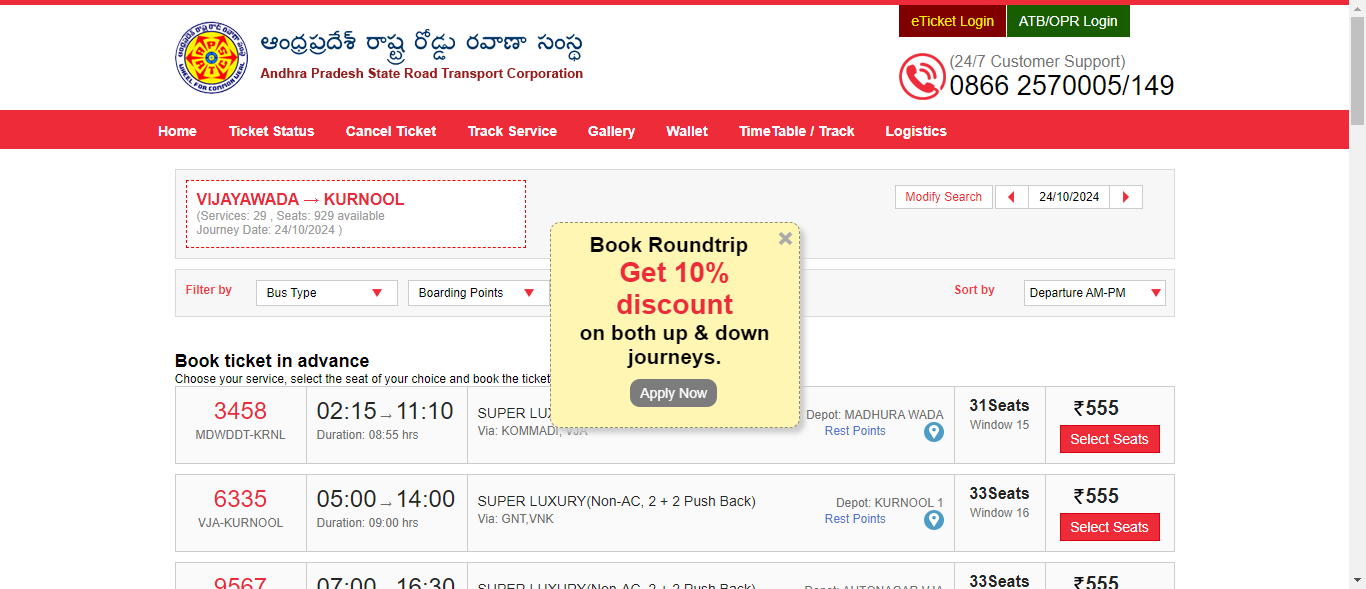 eTicket Login
ATB/OPR Login
ఆంధ్రప్రదేశ్ రాష్ట్ర రోడ్డు రవాణా సంస్థ
Andhra Pradesh State Road Transport Corporation
(24/7 Customer Support)
0866 2570005/149
Home Ticket Status Cancel Ticket Track Service Gallery Wallet TimeTable / Track Logistics
VIJAYAWADA → KURNOOL
(Services: 29 , Seats: 929 available
Journey Date: 24/10/2024 )
Modify Search
24/10/2024
Book Roundtrip
Get 10%
discount
on both up & down
journeys.
Apply Now
Filter by
Bus Type
Boarding Points
Sort by
Departure AM-PM
Book ticket in advance
Choose your service, select the seat of your choice and book the ticket
3458
MDWDDT-KRNL
02:15→11:10
Duration: 08:55 hrs
SUPER LUX
Via: KOMMADI, VJA
Depot: MADHURA WADA
Rest Points
31Seats
Window 15
₹555
Select Seats
6335
VJA-KURNOOL
05:00→14:00
Duration: 09:00 hrs
SUPER LUXURY(Non-AC, 2 + 2 Push Back)
Via: GNT,VNK
Depot: KURNOOL 1
Rest Points
33Seats
Window 16
₹555
Select Seats
9567
07:00→16:30
SUPER LUXURY(Non-AC, 2 + 2 Push Back)
Depot: AUTONAGAR VJA
33Seats
₹555